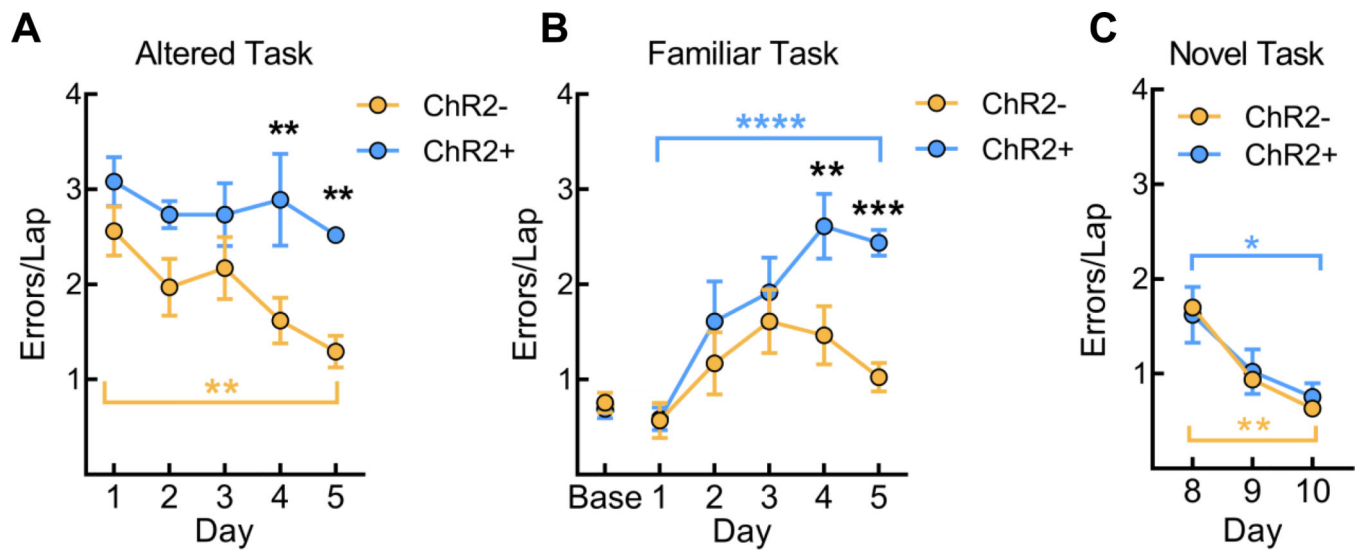 A
Altered Task
Errors/Lap
4
3
2
1
ChR2-
ChR2+
**
**
**
1 2 3 4 5
Day
B
Familiar Task
Errors/Lap
4
3
2
1
ChR2-
ChR2+
****
**
***
Base 1 2 3 4 5
Day
C
Novel Task
Errors/Lap
4
3
2
1
ChR2-
ChR2+
*
**
8 9 10
Day